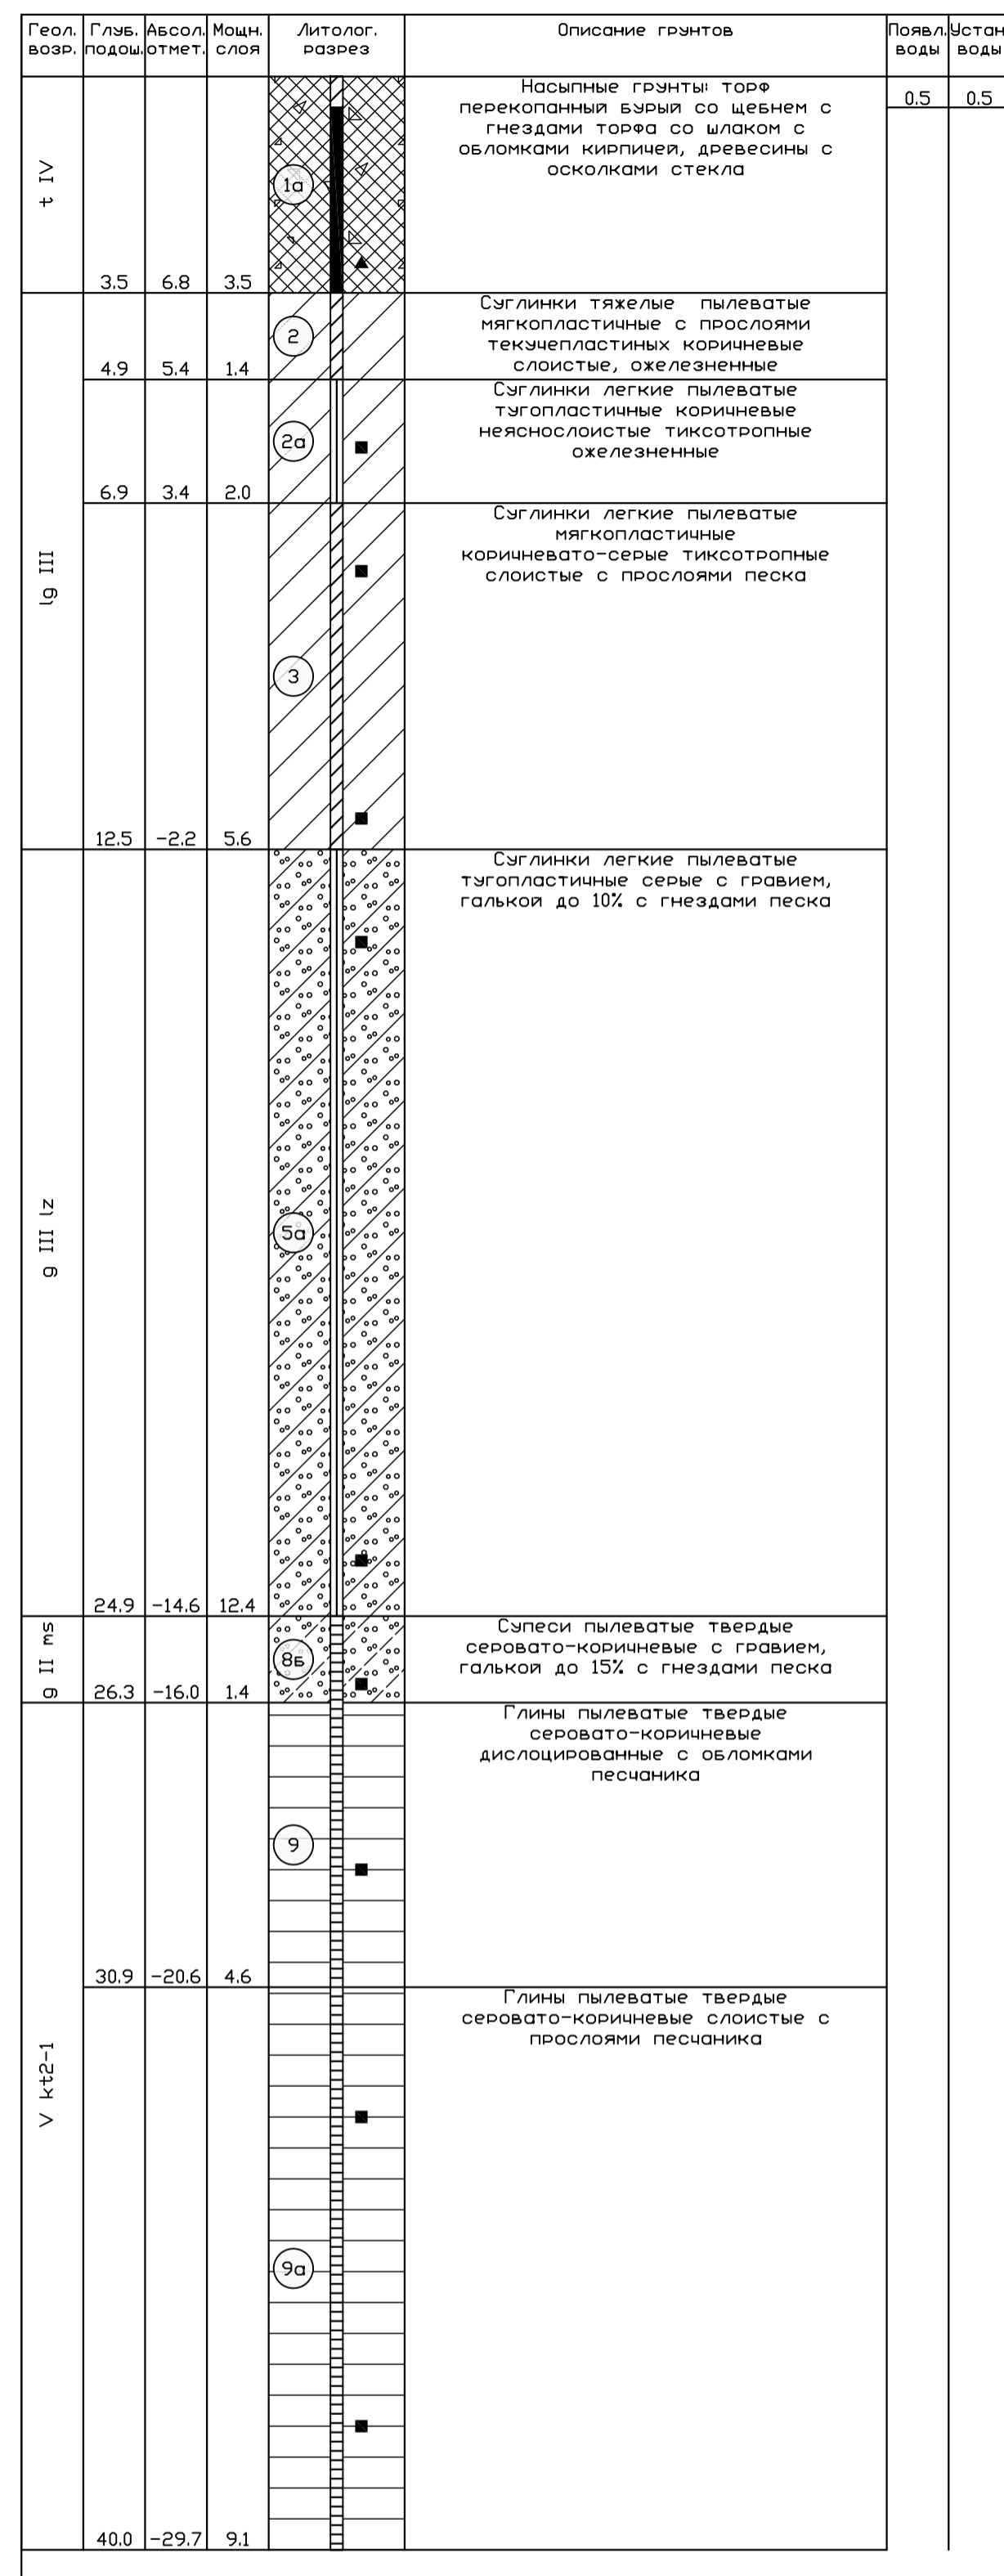 Геол. возр.
Глуб. подош.
Абсол. отмет.
Мощн. слоя
Литолог. разрез
Описание грунтов
Появл. воды
Устан воды
t IV
1а
3.5 6.8 3.5
Насыпные грунты: торф
перекопанный бурый со щебнем с
гнездами торфа со шлаком с
обломками кирпичей, древесины с
осколками стекла
0.5 0.5
lg III
2
4.9 5.4 1.4
Суглинки тяжелые пылеватые
мягкопластичные с прослоями
текучепластиных коричневые
слоистые, ожелезненные
2а
6.9 3.4 2.0
Суглинки легкие пылеватые
тугопластичные коричневые
неяснослоистые тиксотропные
ожелезненные
3
12.5 -2.2 5.6
Суглинки легкие пылеватые
мягкопластичные
коричневато-серые тиксотропные
слоистые с прослоями песка
g III lz
5а
24.9 -14.6 12.4
Суглинки легкие пылеватые
тугопластичные серые с гравием,
галькой до 10% с гнездами песка
g II ms
8б
26.3 -16.0 1.4
Супеси пылеватые твердые
серовато-коричневые с гравием,
галькой до 15% с гнездами песка
V kt2-1
9
30.9 -20.6 4.6
Глины пылеватые твердые
серовато-коричневые
дислоцированные с обломками
песчаника
9а
40.0 -29.7 9.1
Глины пылеватые твердые
серовато-коричневые слоистые с
прослоями песчаника